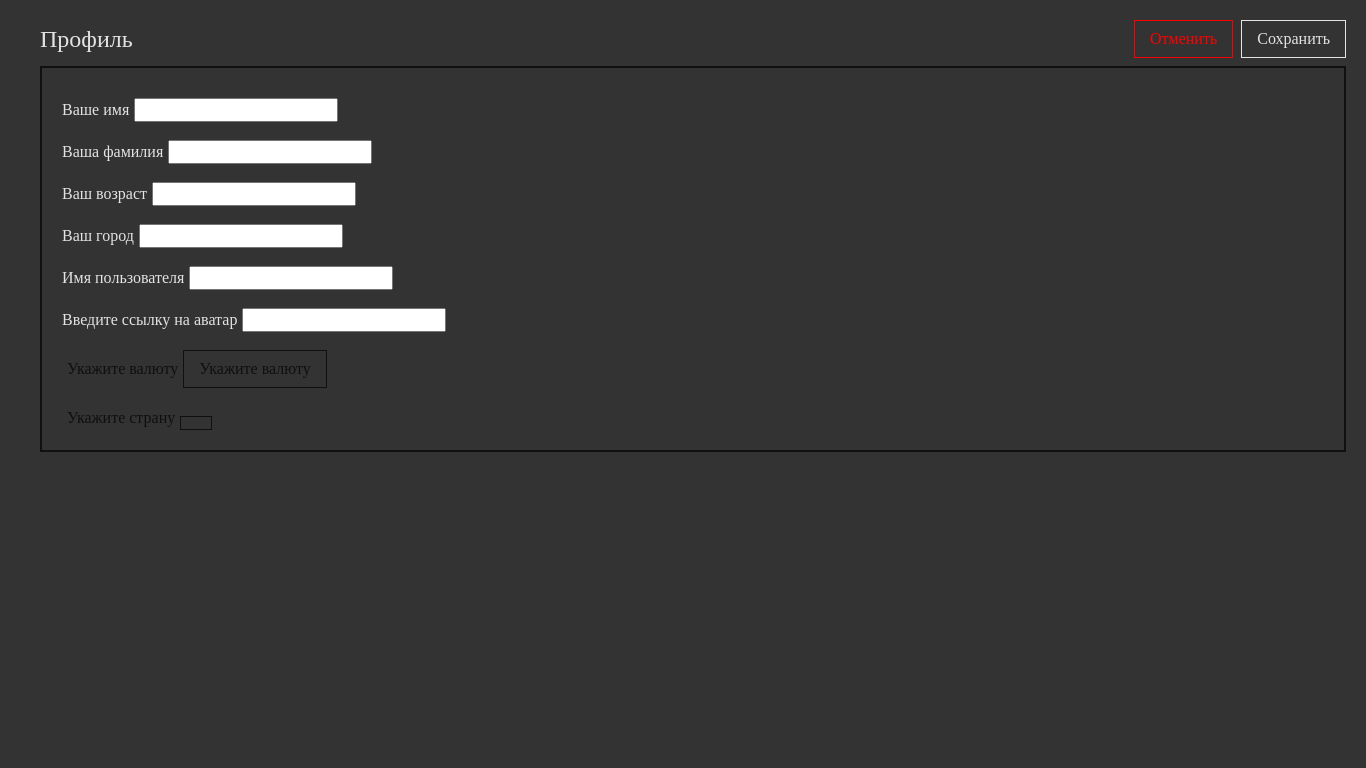 Профиль
Отменить
Сохранить
Ваше имя
Ваша фамилия
Ваш возраст
Ваш город
Имя пользователя
Введите ссылку на аватар
Укажите валюту Укажите валюту
Укажите страну